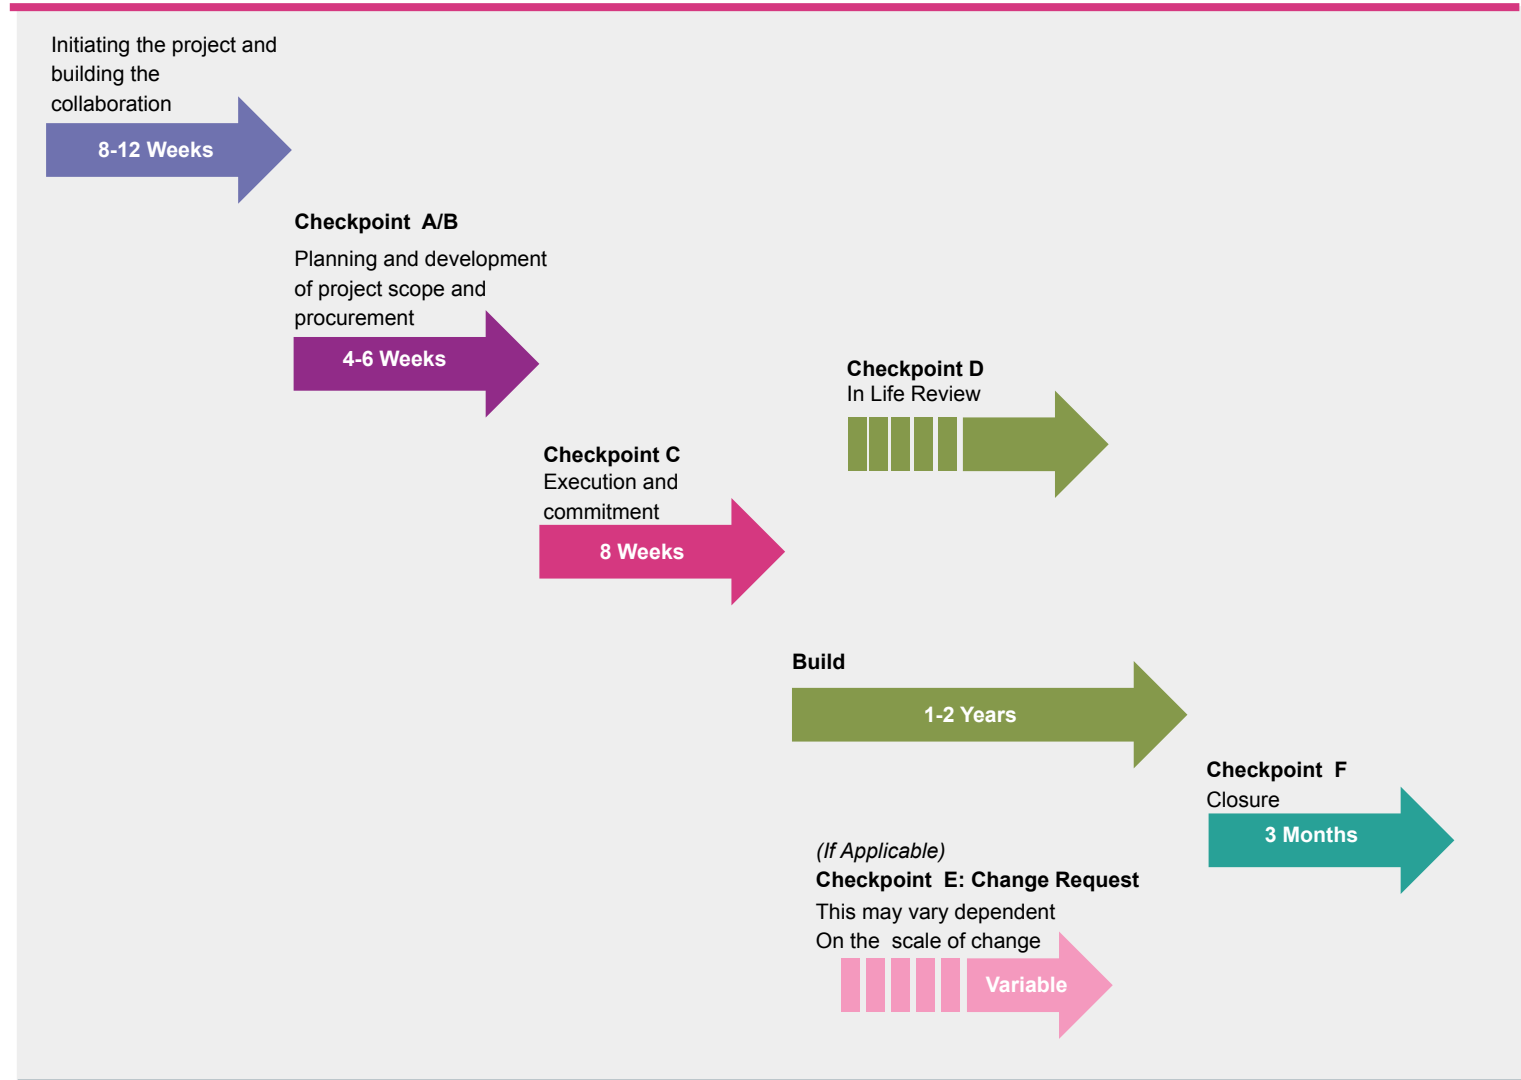 Initiating the project and
building the
collaboration
8-12 Weeks
Checkpoint  A/B
Planning and development
of project scope and
procurement
4-6 Weeks
Checkpoint C
Execution and
commitment
8 Weeks
Checkpoint D
In Life Review
Build
1-2 Years
(If Applicable)
Checkpoint  E: Change Request
This may vary dependent
On the  scale of change
Variable
Checkpoint  F
Closure
3 Months